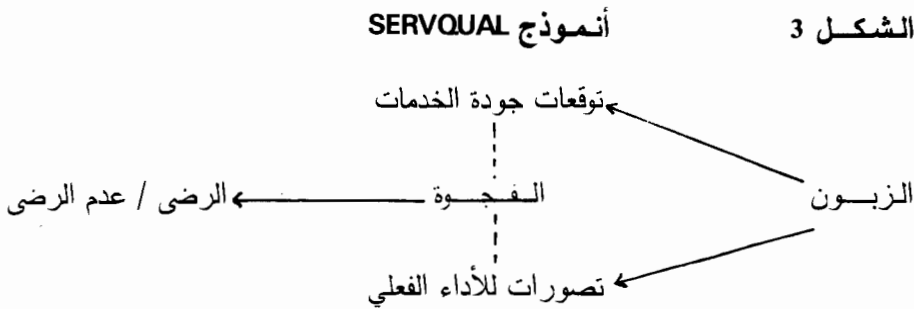 الشكل 3 أنموذج SERVQUAL
توقعات جودة الخدمات
الزبون الفجوة الرضى / عدم الرضى
تصورات للأداء الفعلي